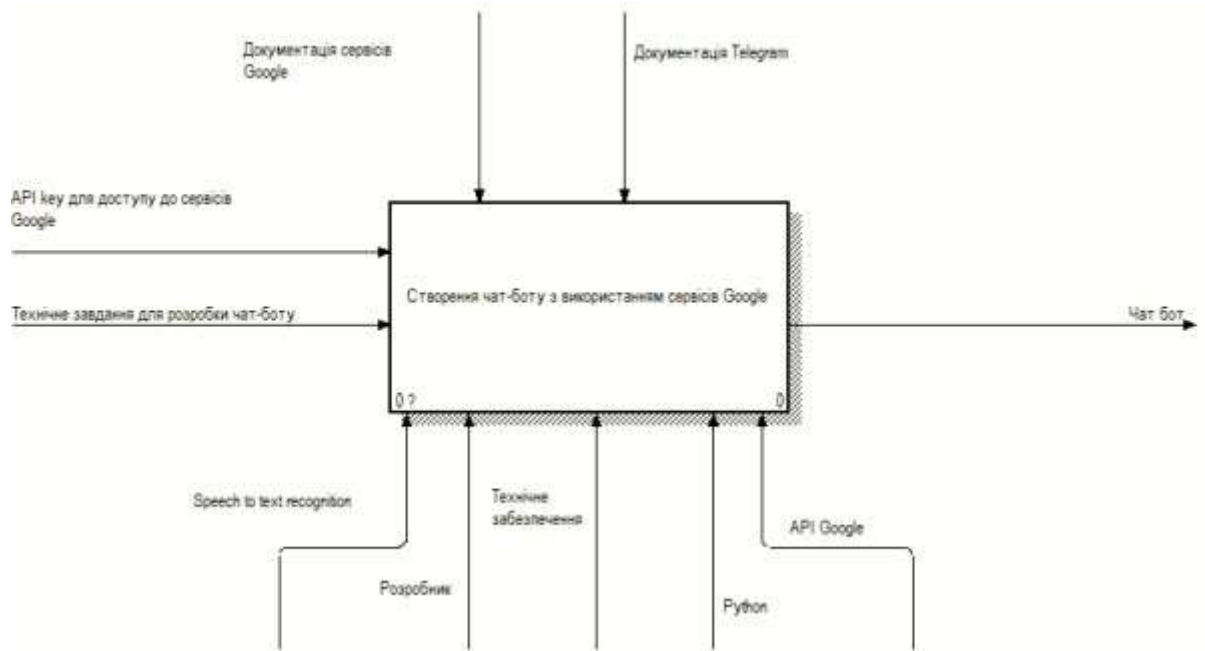 Документація сервісів
Google
Документація Telegram
API key для доступу до сервісів
Google
Створення чат-боту з використанням сервісів Google
Технічне завдання для розробки чат-боту
Чат бот
0 ?
0
Speech to text recognition
Технічне
забезпечення
API Google
Розробник
Python